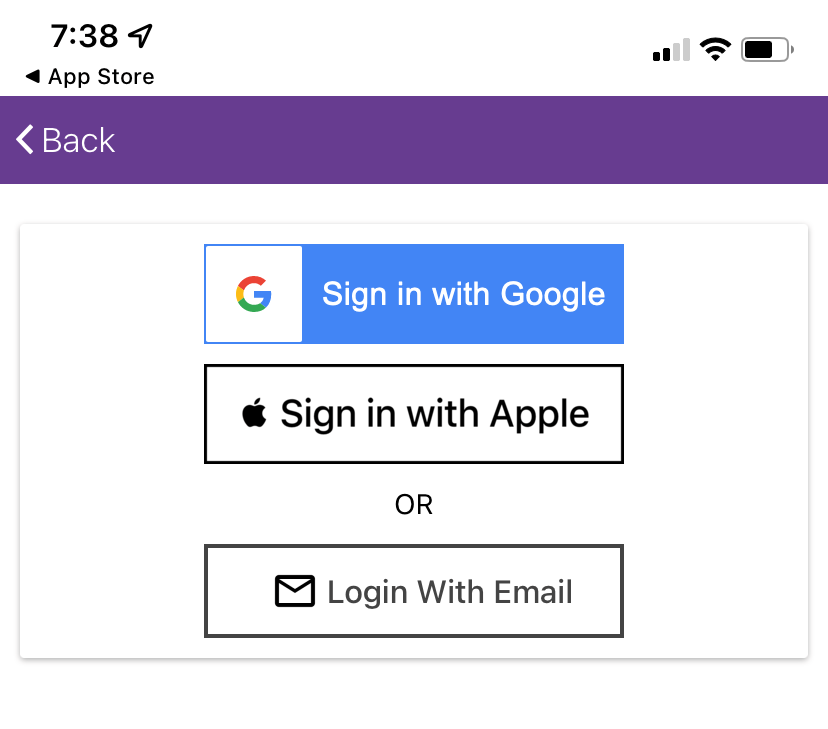 7:38
App Store
Back
Sign in with Google
Sign in with Apple
OR
Login With Email